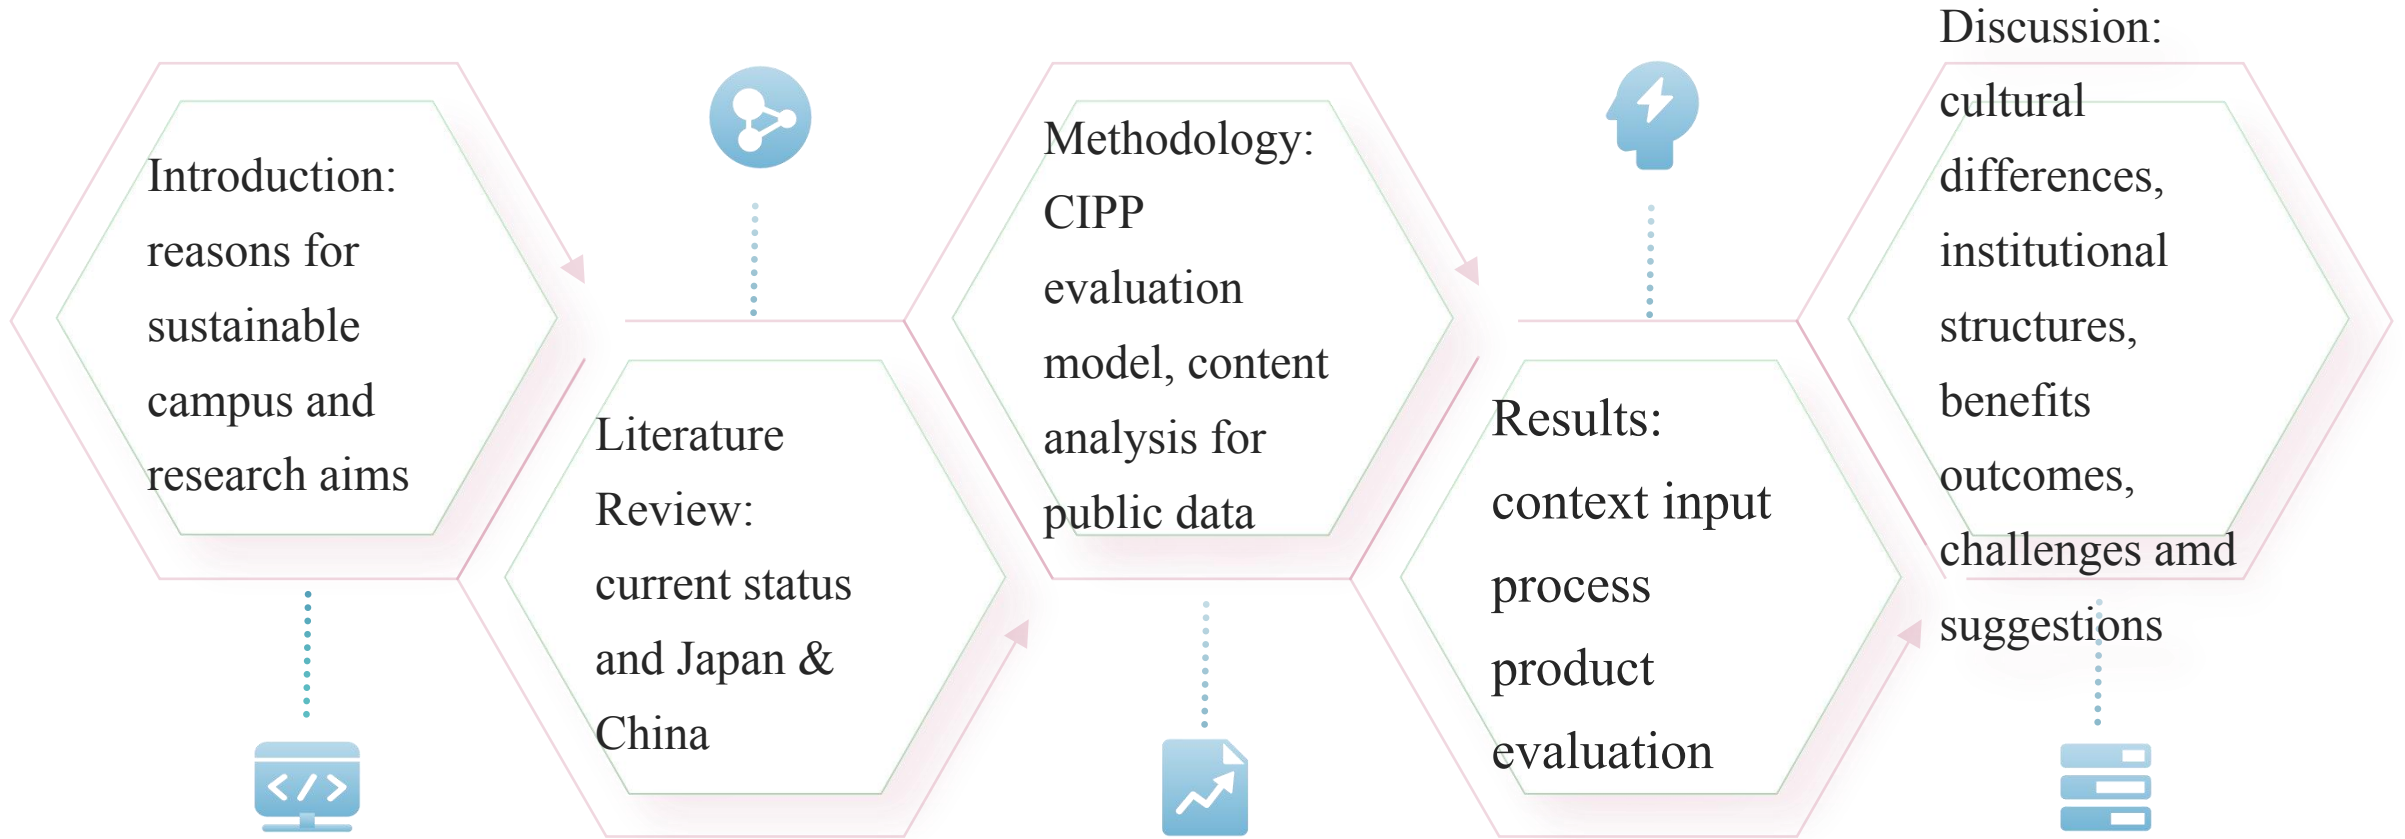 Introduction:
reasons for
sustainable
campus and
research aims
Literature
Review:
current status
and Japan &
China
Methodology:
CIPP
evaluation
model, content
analysis for
public data
Results:
context input
process
product
evaluation
Discussion:
cultural
differences,
institutional
structures,
benefits
outcomes,
challenges amd
suggestions